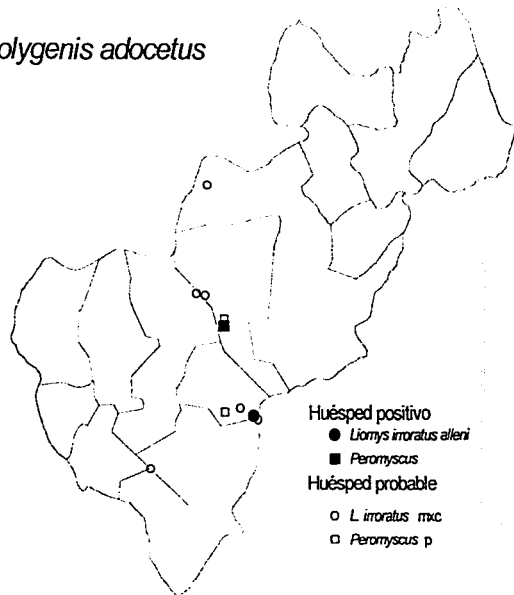 olygenis adocetus
Huésped positivo
Liomys irroratus alleni
Peromyscus
Huésped probable
L. irroratus mxc
Peromyscus p